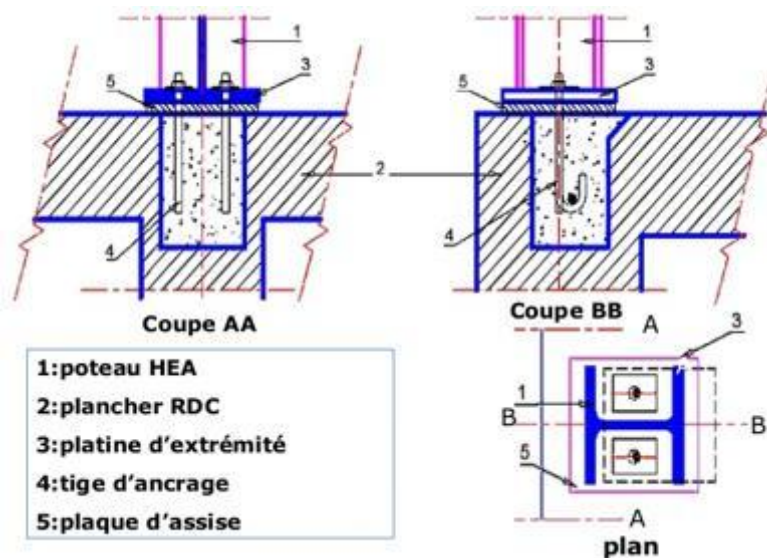 1
3
5
2
4
Coupe AA
1
3
5
4
Coupe BB
A
3
1
B
B
5
A
plan
1:poteau HEA
2:plancher RDC
3:platine d'extrémité
4:tige d'ancrage
5:plaque d'assise